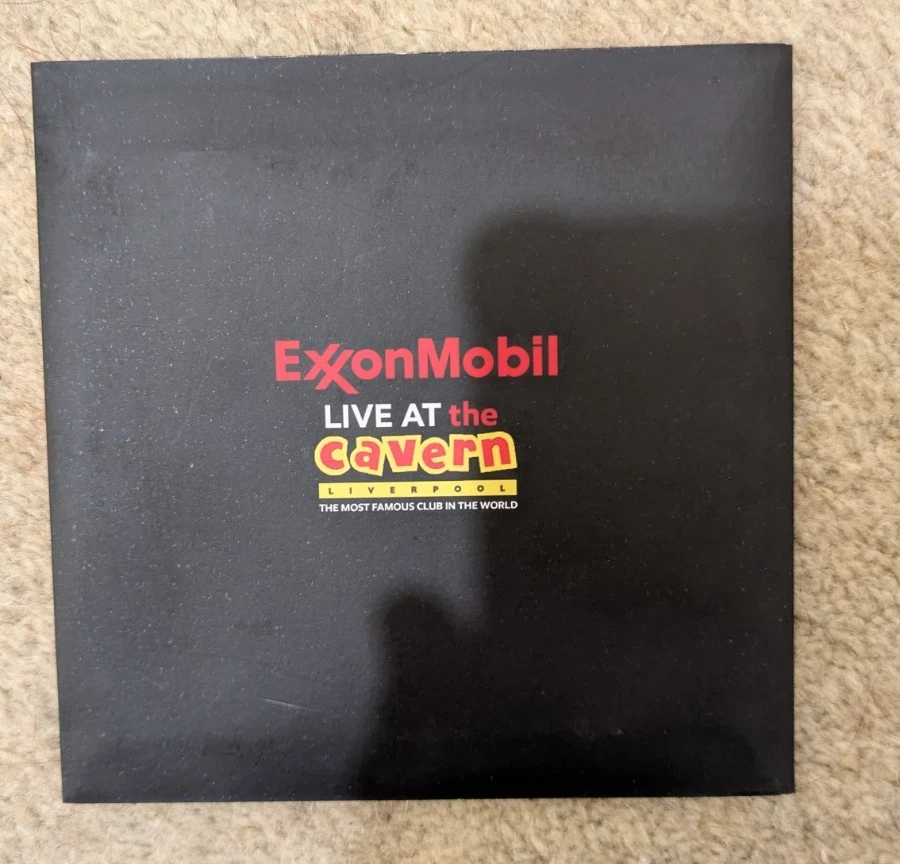 ExxonMobil
LIVE AT the
cavern
LIVERPOOL
THE MOST FAMOUS CLUB IN THE WORLD